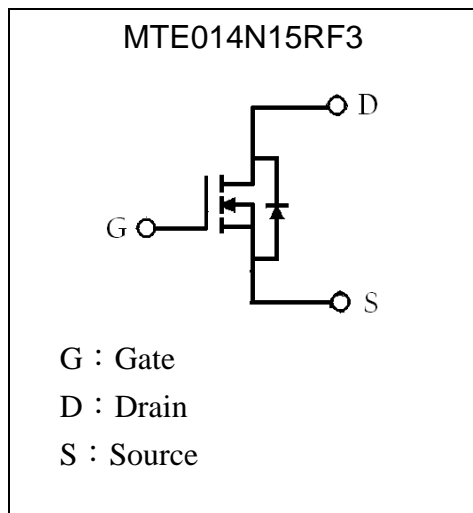 MTE014N15RF3
D
G
S
G：Gate
D：Drain
S：Source